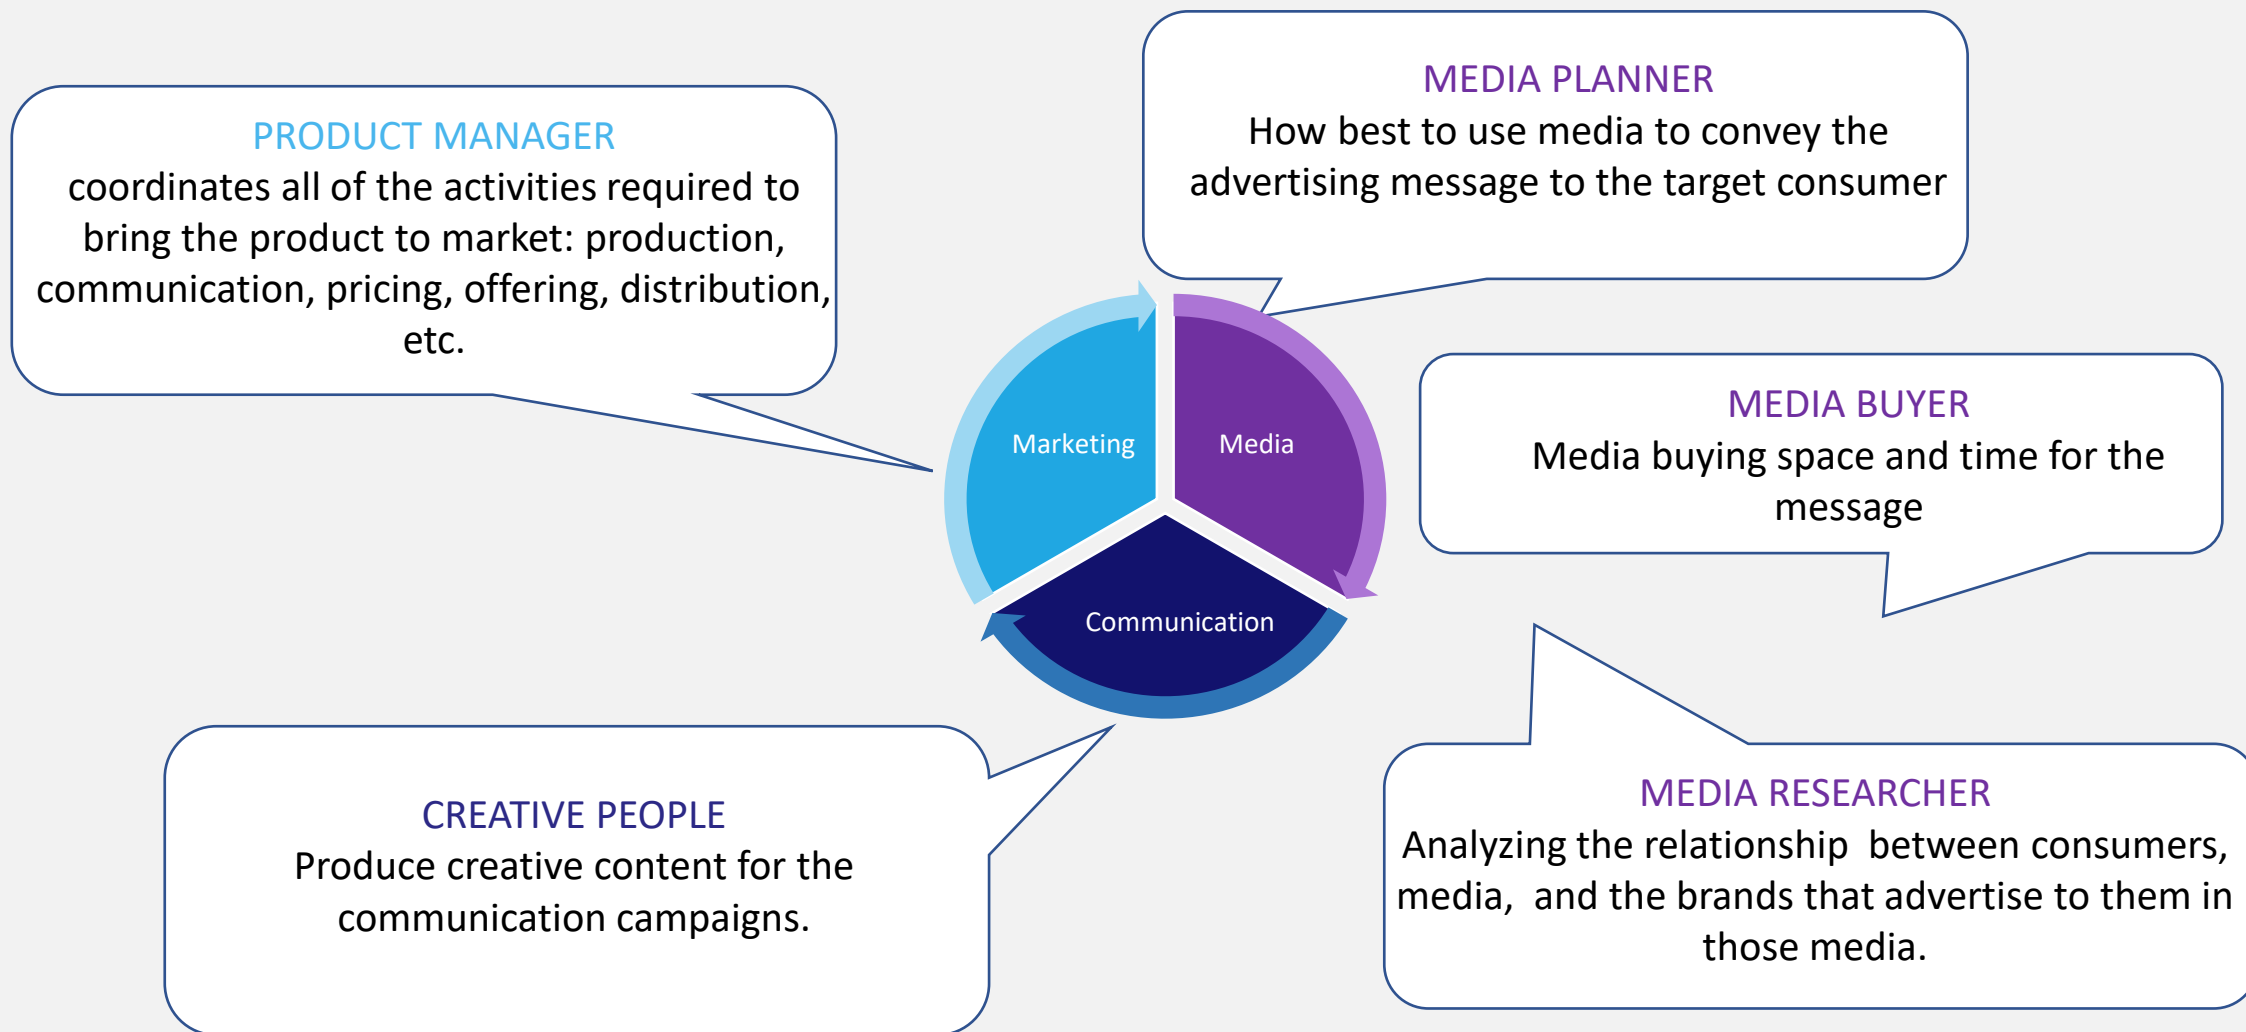 MEDIA PLANNER
How best to use media to convey the
advertising message to the target consumer
PRODUCT MANAGER
coordinates all of the activities required to
bring the product to market: production,
communication, pricing, offering, distribution,
etc.
MEDIA BUYER
Media buying space and time for the
message
Marketing
Media
Communication
CREATIVE PEOPLE
Produce creative content for the
communication campaigns.
MEDIA RESEARCHER
Analyzing the relationship  between consumers,
media,  and the brands that advertise to them in
those media.